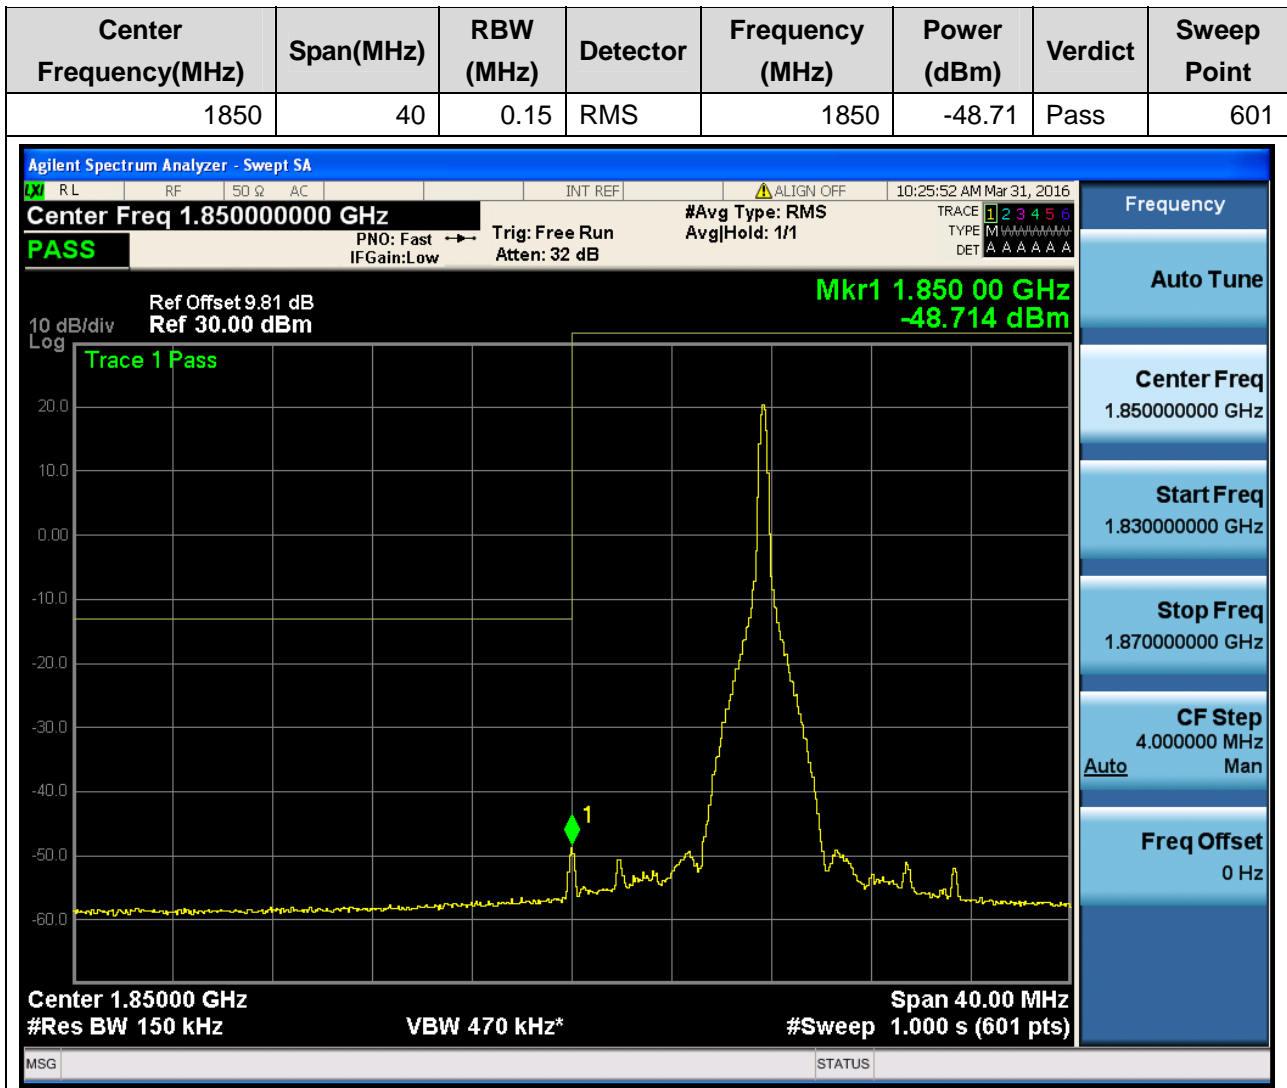 Center Frequency(MHz) Span(MHz) RBW (MHz) Detector Frequency (MHz) Power (dBm) Verdict Sweep Point
1850 40 0.15 RMS 1850 -48.71 Pass 601
Agilent Spectrum Analyzer - Swept SA
LXI RL RF 50 Ω AC INT REF ALIGN OFF 10:25:52 AM Mar 31, 2016
Center Freq 1.850000000 GHz
#Avg Type: RMS
TRACE 1 2 3 4 5 6
PASS
PNO: Fast
Trig: Free Run
Avg|Hold: 1/1
TYPE M W W W W W
IFGain:Low
Atten: 32 dB
DET A A A A A A
Mkr1 1.850 00 GHz
-48.714 dBm
Ref Offset 9.81 dB
10 dB/div Ref 30.00 dBm
Log
Trace 1 Pass
20.0
10.0
0.00
-10.0
-20.0
-30.0
-40.0
-50.0
-60.0
1
Center 1.85000 GHz Span 40.00 MHz
#Res BW 150 kHz VBW 470 kHz* #Sweep 1.000 s (601 pts)
MSG STATUS
Frequency
Auto Tune
Center Freq
1.850000000 GHz
Start Freq
1.830000000 GHz
Stop Freq
1.870000000 GHz
CF Step
4.000000 MHz
Auto Man
Freq Offset
0 Hz